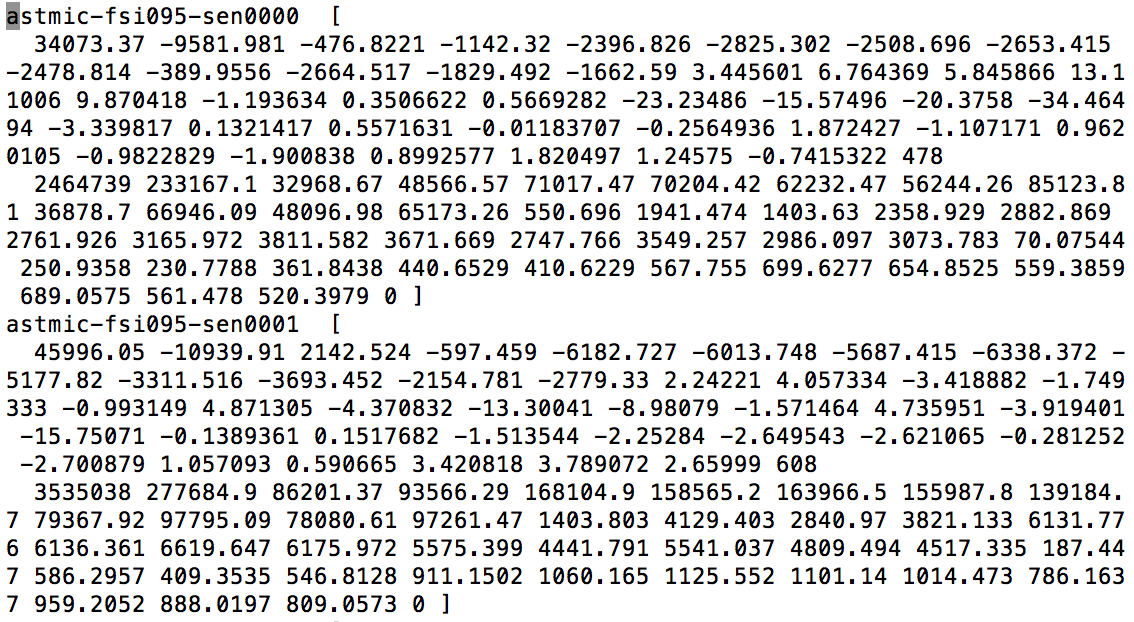 astmic-fsi095-sen0000  [
  34073.37 -9581.981 -476.8221 -1142.32 -2396.826 -2825.302 -2508.696 -2653.415
-2478.814 -389.9556 -2664.517 -1829.492 -1662.59 3.445601 6.764369 5.845866 13.1
1006 9.870418 -1.193634 0.3506622 0.5669282 -23.23486 -15.57496 -20.3758 -34.464
94 -3.339817 0.1321417 0.5571631 -0.01183707 -0.2564936 1.872427 -1.107171 0.962
0105 -0.9822829 -1.900838 0.8992577 1.820497 1.24575 -0.7415322 478
  2464739 233167.1 32968.67 48566.57 71017.47 70204.42 62232.47 56244.26 85123.8
1 36878.7 66946.09 48096.98 65173.26 550.696 1941.474 1403.63 2358.929 2882.869
2761.926 3165.972 3811.582 3671.669 2747.766 3549.257 2986.097 3073.783 70.07544
 250.9358 230.7788 361.8438 440.6529 410.6229 567.755 699.6277 654.8525 559.3859
 689.0575 561.478 520.3979 0 ]
astmic-fsi095-sen0001  [
  45996.05 -10939.91 2142.524 -597.459 -6182.727 -6013.748 -5687.415 -6338.372 -
5177.82 -3311.516 -3693.452 -2154.781 -2779.33 2.24221 4.057334 -3.418882 -1.749
333 -0.993149 4.871305 -4.370832 -13.30041 -8.98079 -1.571464 4.735951 -3.919401
 -15.75071 -0.1389361 0.1517682 -1.513544 -2.25284 -2.649543 -2.621065 -0.281252
 -2.700879 1.057093 0.590665 3.420818 3.789072 2.65999 608
  3535038 277684.9 86201.37 93566.29 168104.9 158565.2 163966.5 155987.8 139184.
7 79367.92 97795.09 78080.61 97261.47 1403.803 4129.403 2840.97 3821.133 6131.77
6 6136.361 6619.647 6175.972 5575.399 4441.791 5541.037 4809.494 4517.335 187.44
7 586.2957 409.3535 546.8128 911.1502 1060.165 1125.552 1101.14 1014.473 786.163
7 959.2052 888.0197 809.0573 0 ]